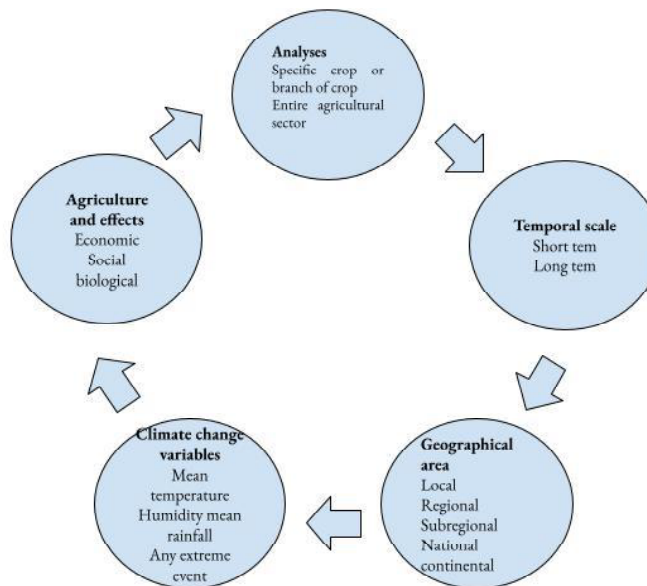 Analyses
Specific crop or
branch of crop
Entire agricultural
sector
Temporal scale
Short tem
Long tem
Geographical
area
Local
Regional
Subregional
National
continental
Climate change
variables
Mean
temperature
Humidity mean
rainfall
Any extreme
event
Agriculture
and effects
Economic
Social
biological